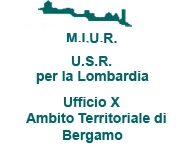 M.I.U.R.
U.S.R.
per la Lombardia
Ufficio X
Ambito Territoriale di
Bergamo